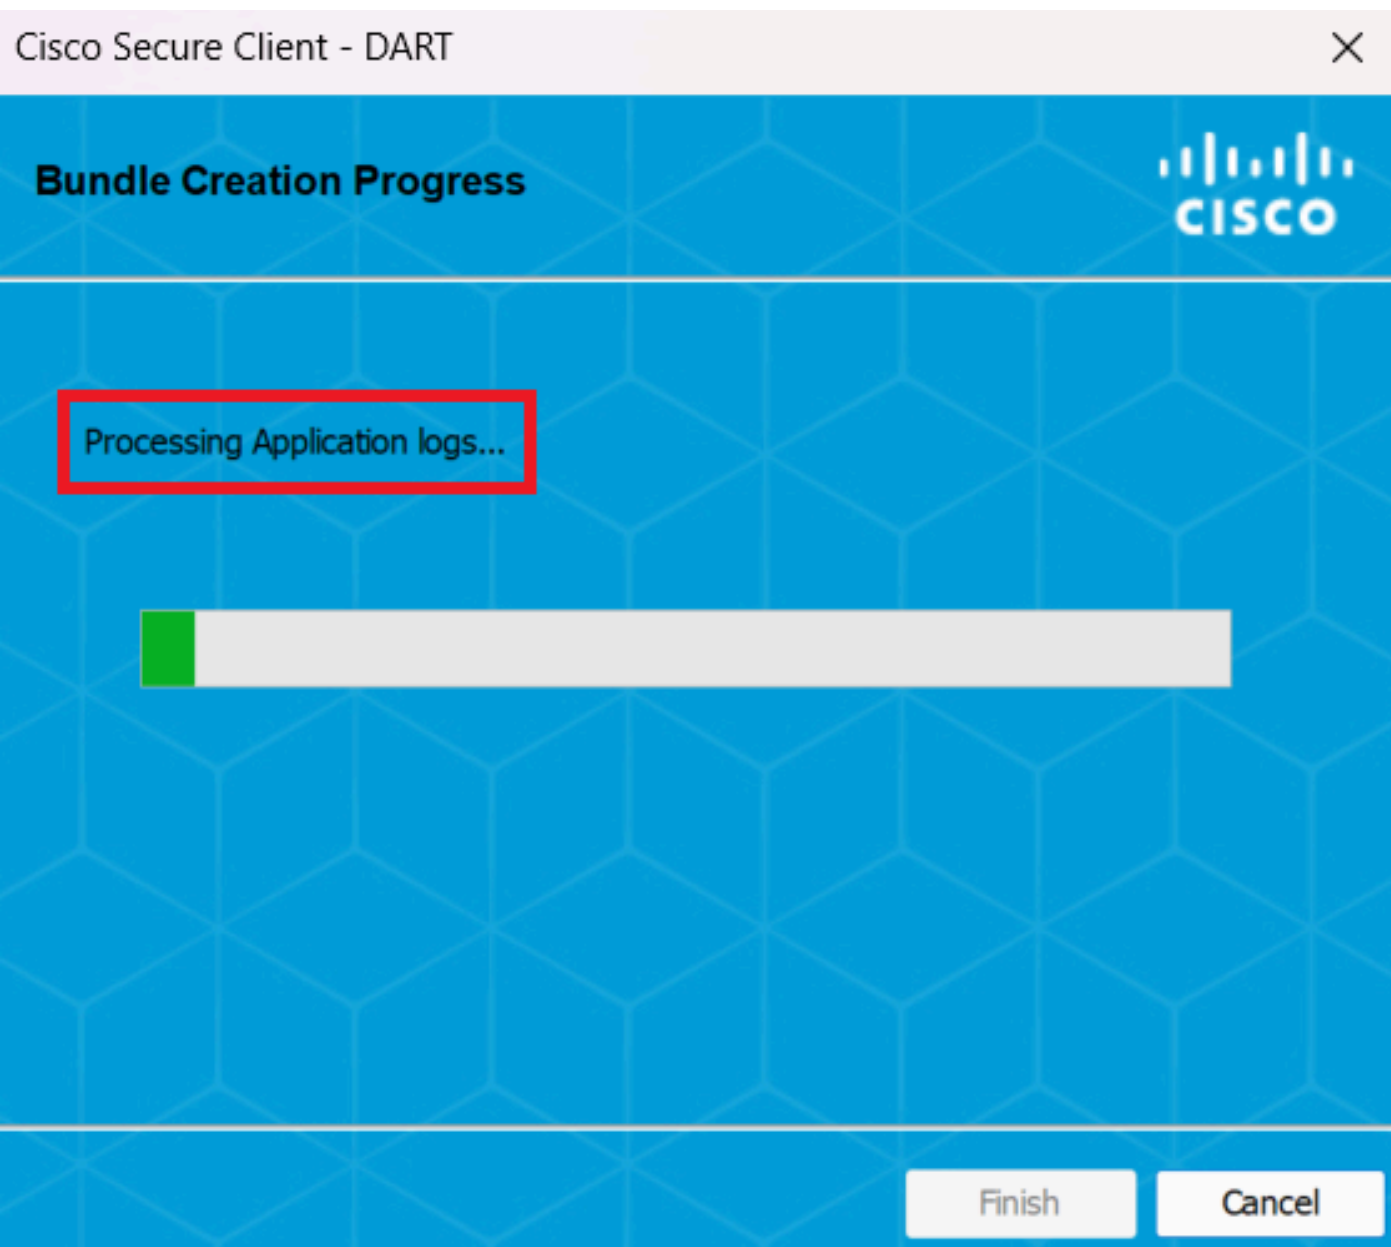 Cisco Secure Client - DART
Bundle Creation Progress
CISCO
Processing Application logs...
Finish
Cancel